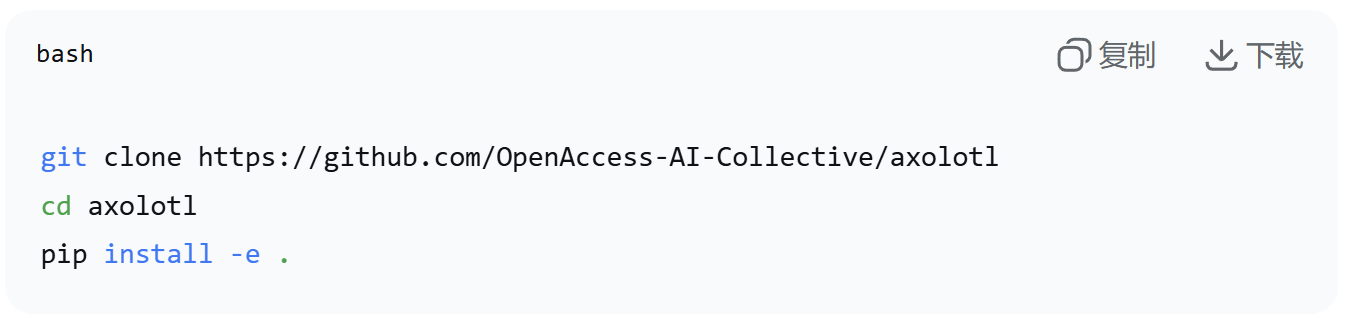 bash 复制 下载
git clone https://github.com/OpenAccess-AI-Collective/axolotl
cd axolotl
pip install -e .